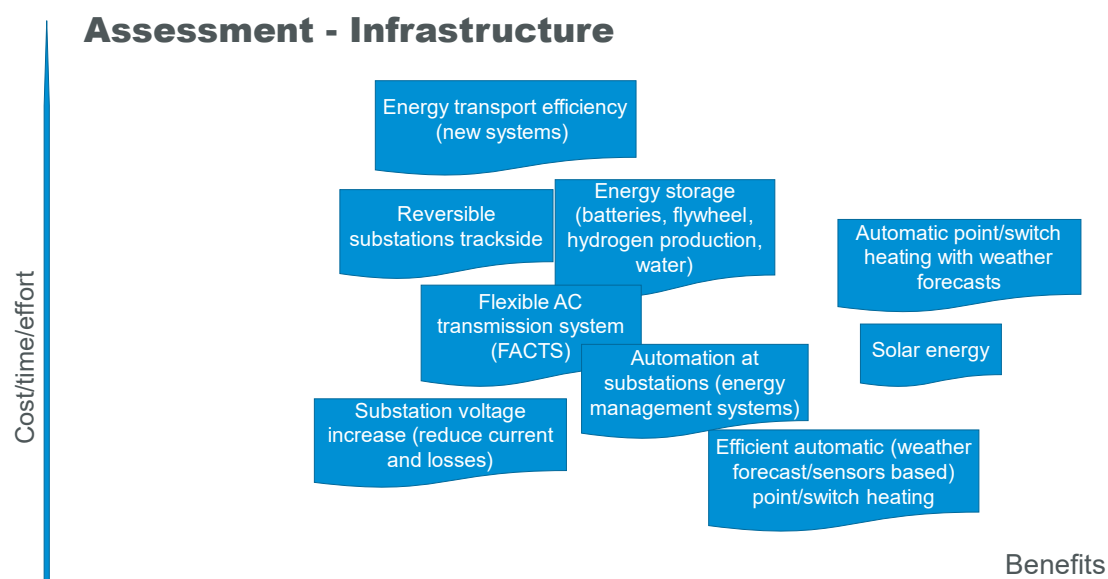 Assessment - Infrastructure
Cost/time/effort
Energy transport efficiency
(new systems)
Reversible
substations trackside
Energy storage
(batteries, flywheel,
hydrogen production,
water)
Automatic point/switch
heating with weather
forecasts
Flexible AC
transmission system
(FACTS)
Solar energy
Automation at
substations (energy
management systems)
Substation voltage
increase (reduce current
and losses)
Efficient automatic (weather
forecast/sensors based)
point/switch heating
Benefits